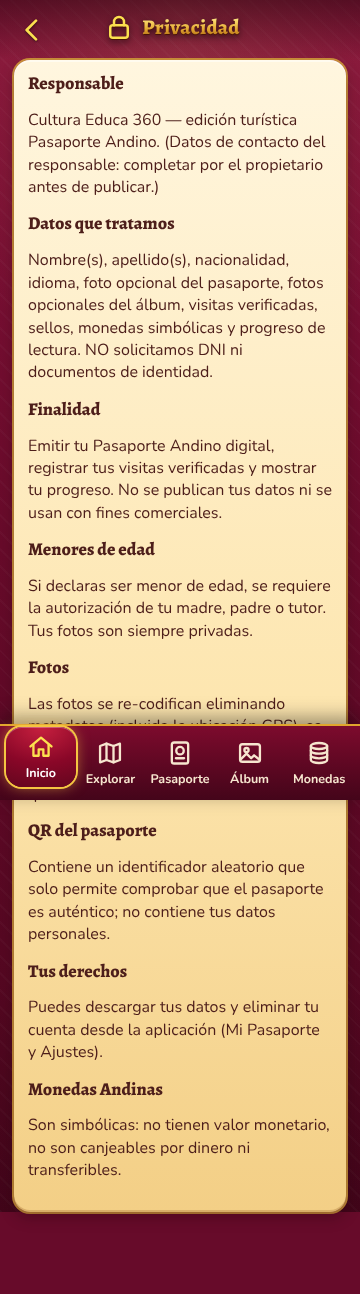 Privacidad
Responsable
Cultura Educa 360 — edición turística
Pasaporte Andino. (Datos de contacto del
responsable: completar por el propietario
antes de publicar.)
Datos que tratamos
Nombre(s), apellido(s), nacionalidad,
idioma, foto opcional del pasaporte, fotos
opcionales del álbum, visitas verificadas,
sellos, monedas simbólicas y progreso de
lectura. NO solicitamos DNI ni
documentos de identidad.
Finalidad
Emitir tu Pasaporte Andino digital,
registrar tus visitas verificadas y mostrar
tu progreso. No se publican tus datos ni se
usan con fines comerciales.
Menores de edad
Si declaras ser menor de edad, se requiere
la autorización de tu madre, padre o tutor.
Tus fotos son siempre privadas.
Fotos
Las fotos se re-codifican eliminando
Inicio
Explorar
Pasaporte
Álbum
Monedas
QR del pasaporte
Contiene un identificador aleatorio que
solo permite comprobar que el pasaporte
es auténtico; no contiene tus datos
personales.
Tus derechos
Puedes descargar tus datos y eliminar tu
cuenta desde la aplicación (Mi Pasaporte
y Ajustes).
Monedas Andinas
Son simbólicas: no tienen valor monetario,
no son canjeables por dinero ni
transferibles.